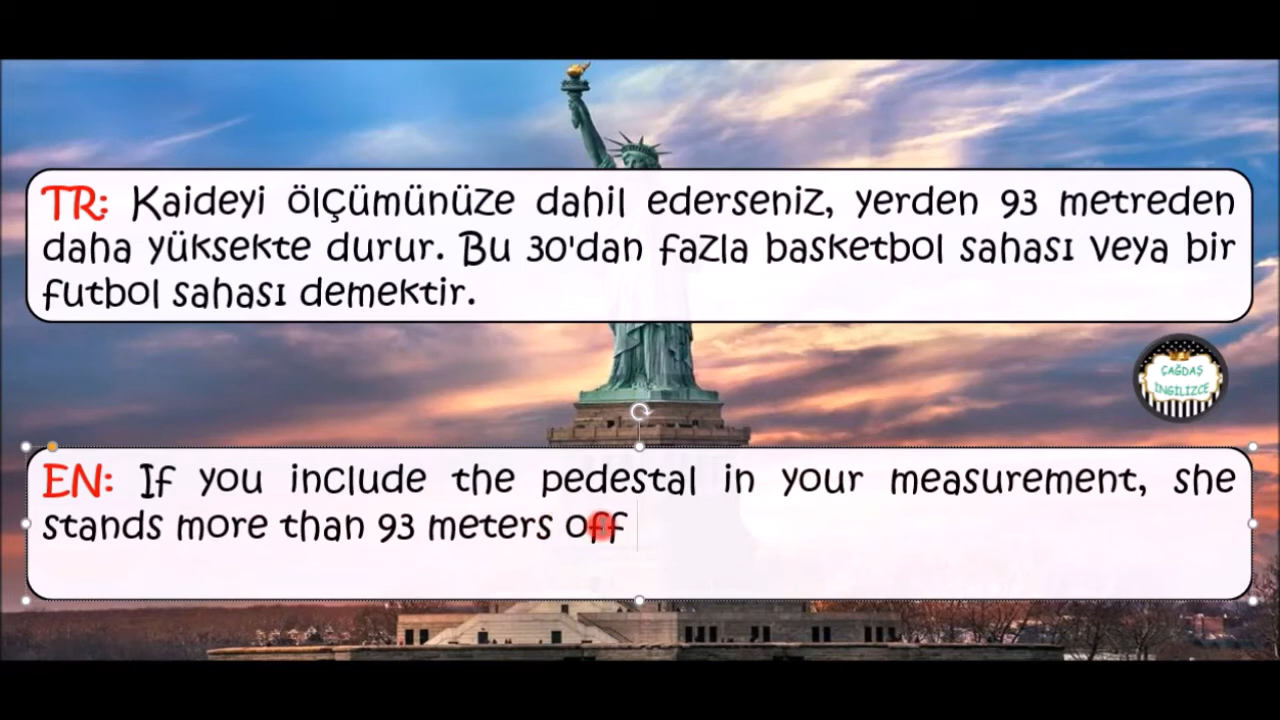 TR: Kaideyi ölçümünüze dahil ederseniz, yerden 93 metreden
daha yüksekte durur. Bu 30'dan fazla basketbol sahası veya bir
futbol sahası demektir.
ÇAĞDAŞ
İNGİLİZCE
EN: If you include the pedestal in your measurement, she
stands more than 93 meters off